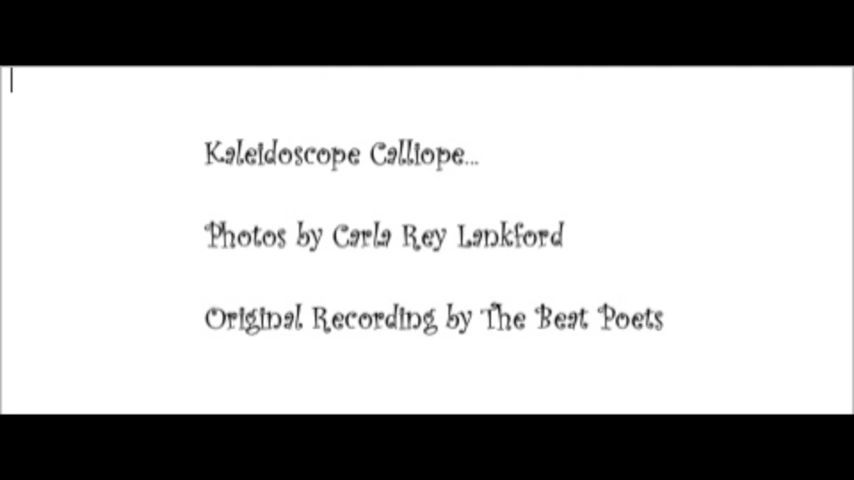 Kaleidoscope Calliope...
Photos by Carla Rey Lankford
Original Recording by The Beat Poets